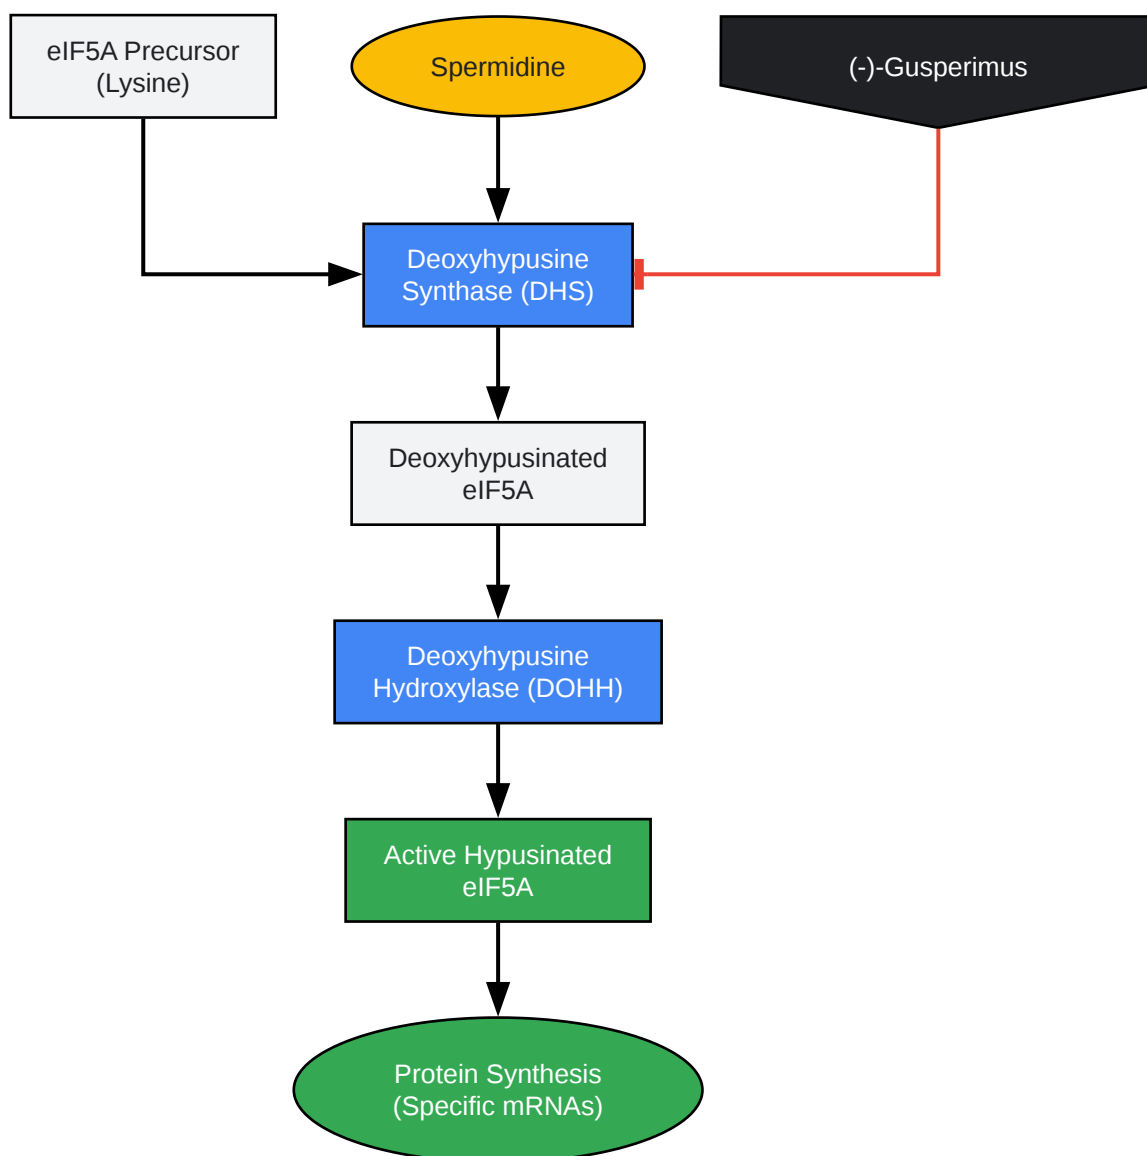 eIF5A Precursor
(Lysine)
Spermidine
(-)-Gusperimus
Deoxyhypusine
Synthase (DHS)
Deoxyhypusinated
eIF5A
Deoxyhypusine
Hydroxylase (DOHH)
Active Hypusinated
eIF5A
Protein Synthesis
(Specific mRNAs)